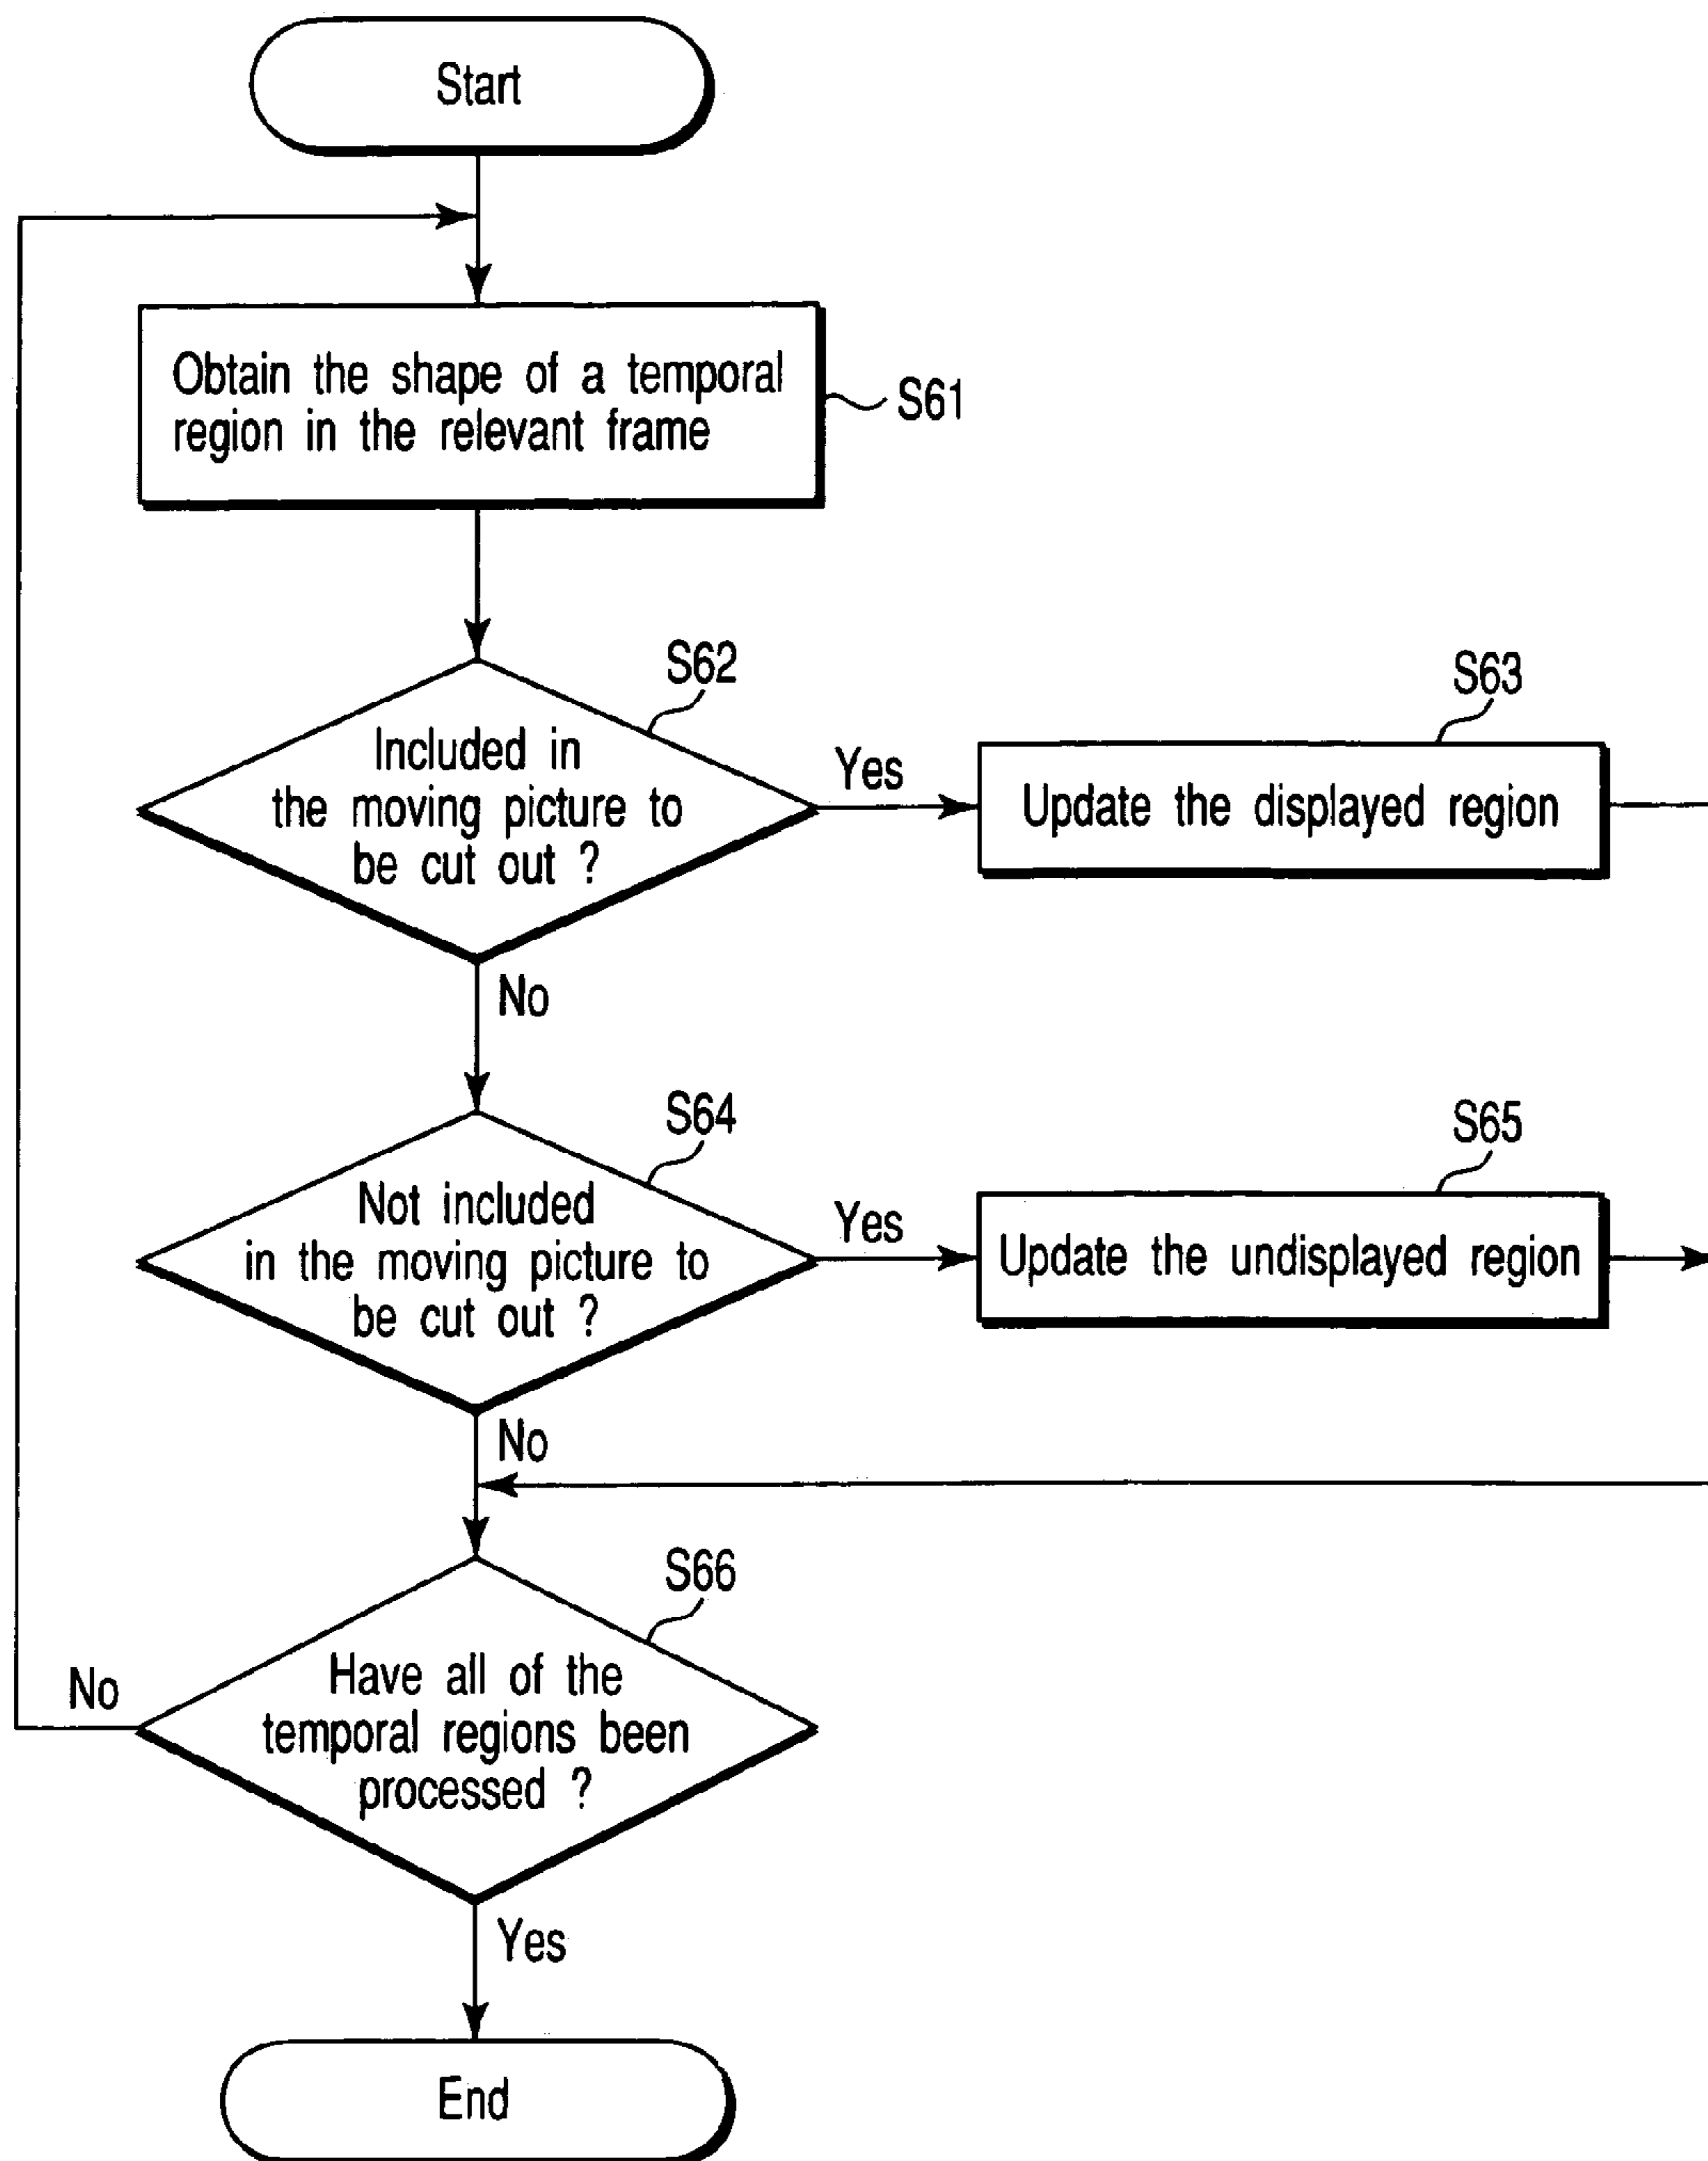 Start
Obtain the shape of a temporal
region in the relevant frame
S61
S62
Included in
the moving picture to
be cut out ?
Yes
S63
Update the displayed region
No
S64
Not included
in the moving picture to
be cut out ?
Yes
S65
Update the undisplayed region
No
S66
Have all of the
temporal regions been
processed ?
No
Yes
End